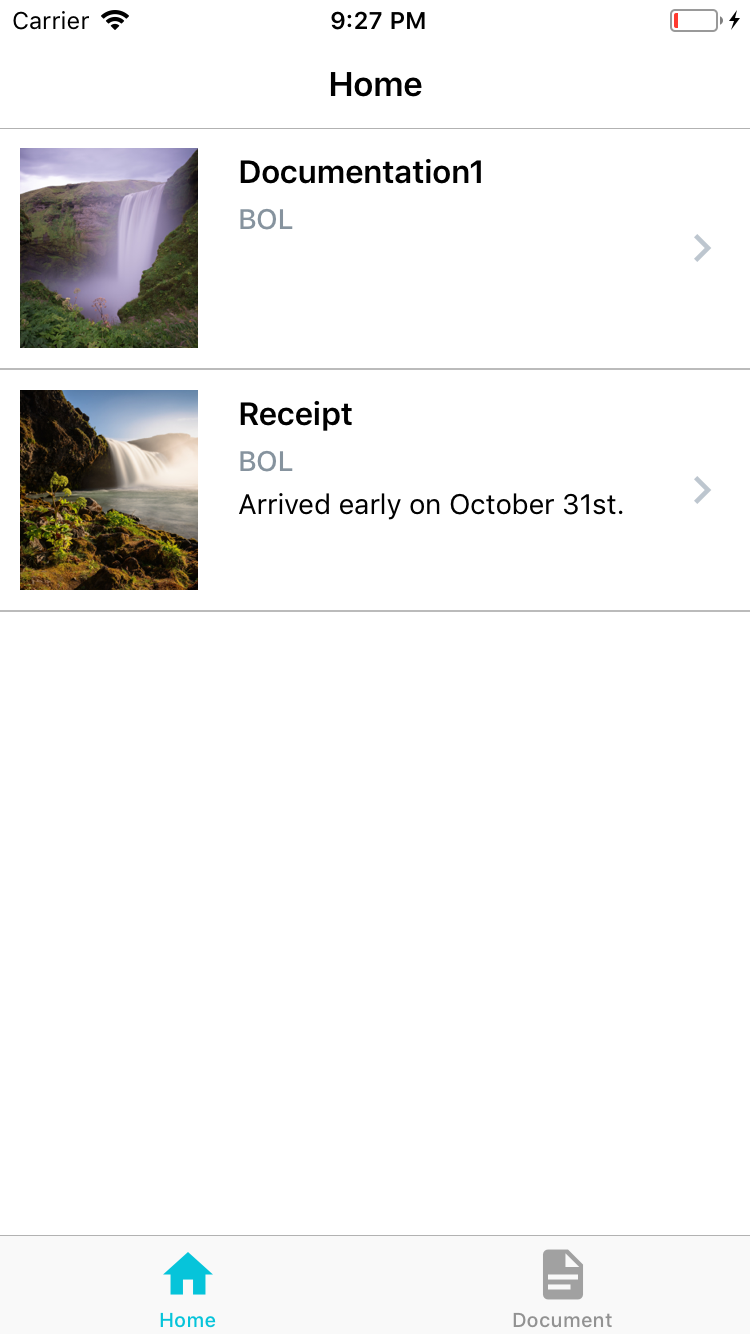 Carrier 9:27 PM
Home
Documentation1
BOL
Receipt
BOL
Arrived early on October 31st.
Home Document